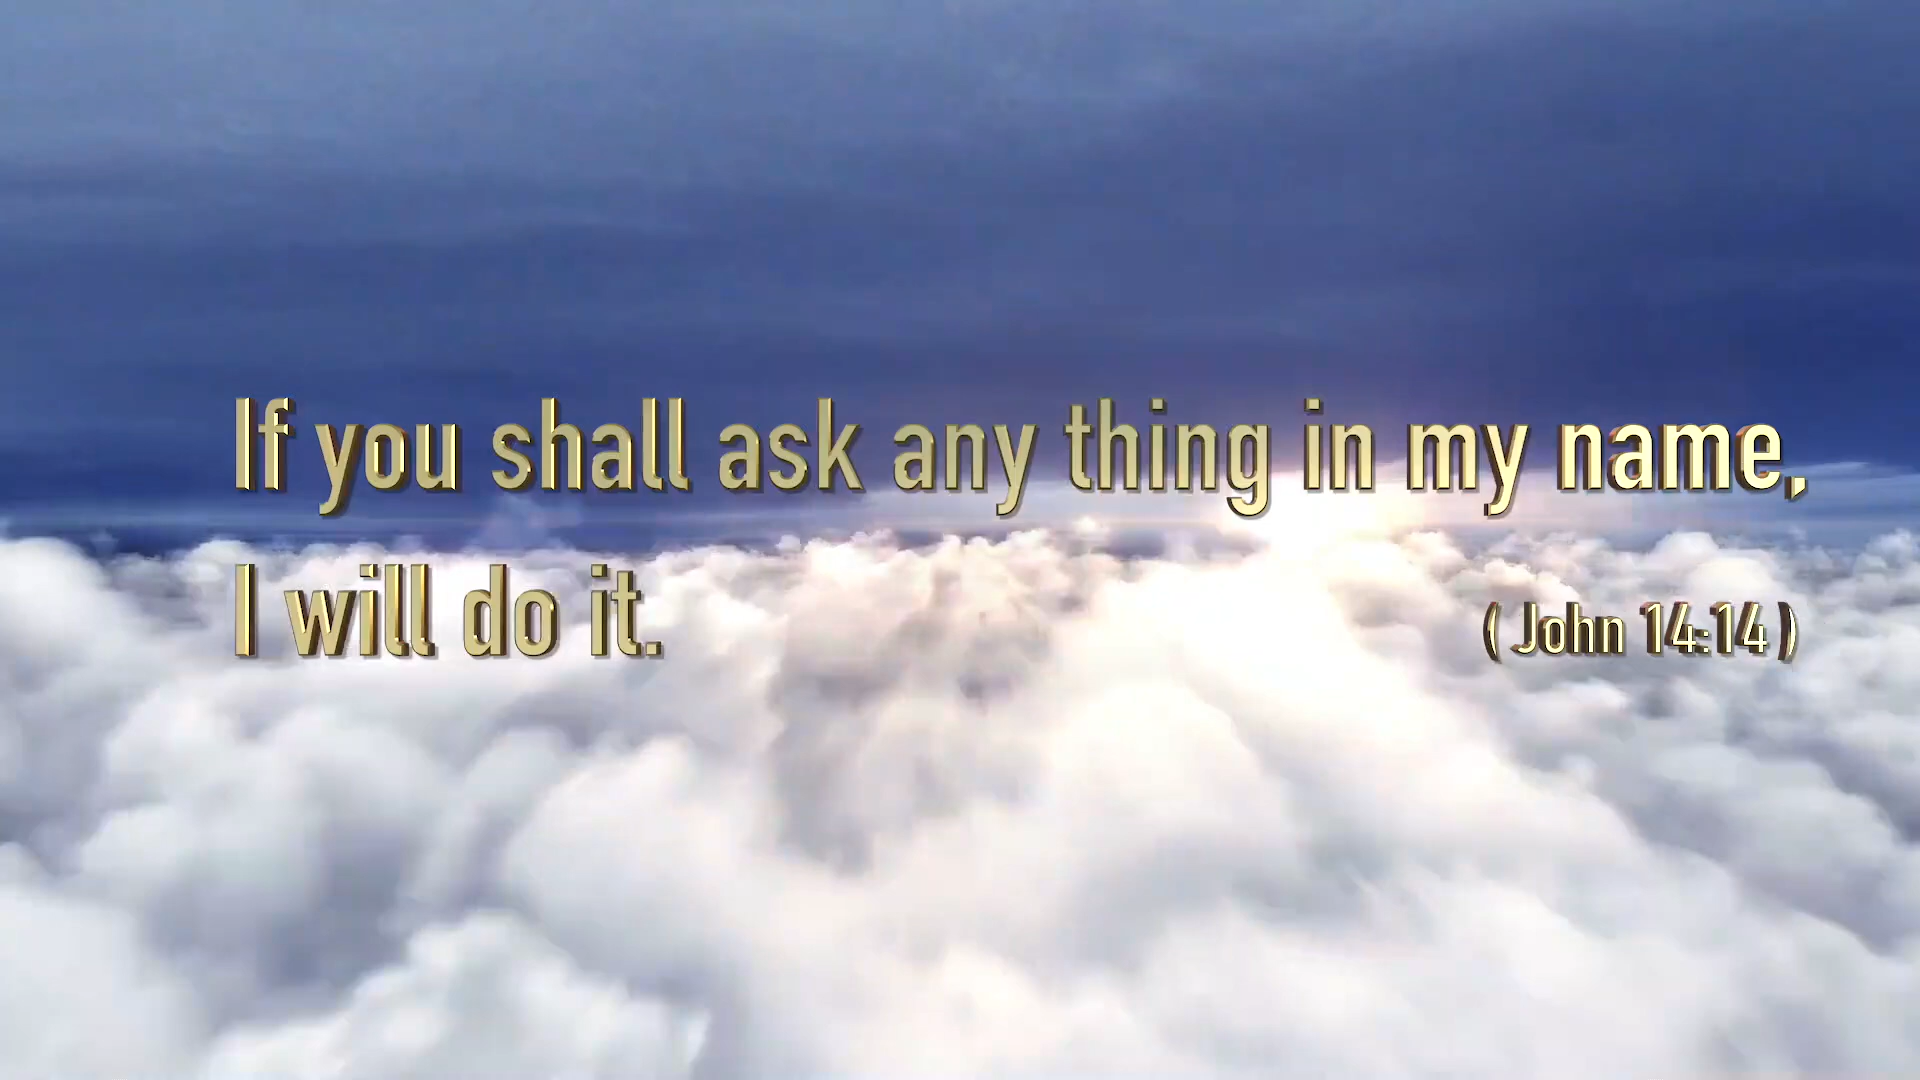 If you shall ask any thing in my name,
I will do it.
( John 14:14 )